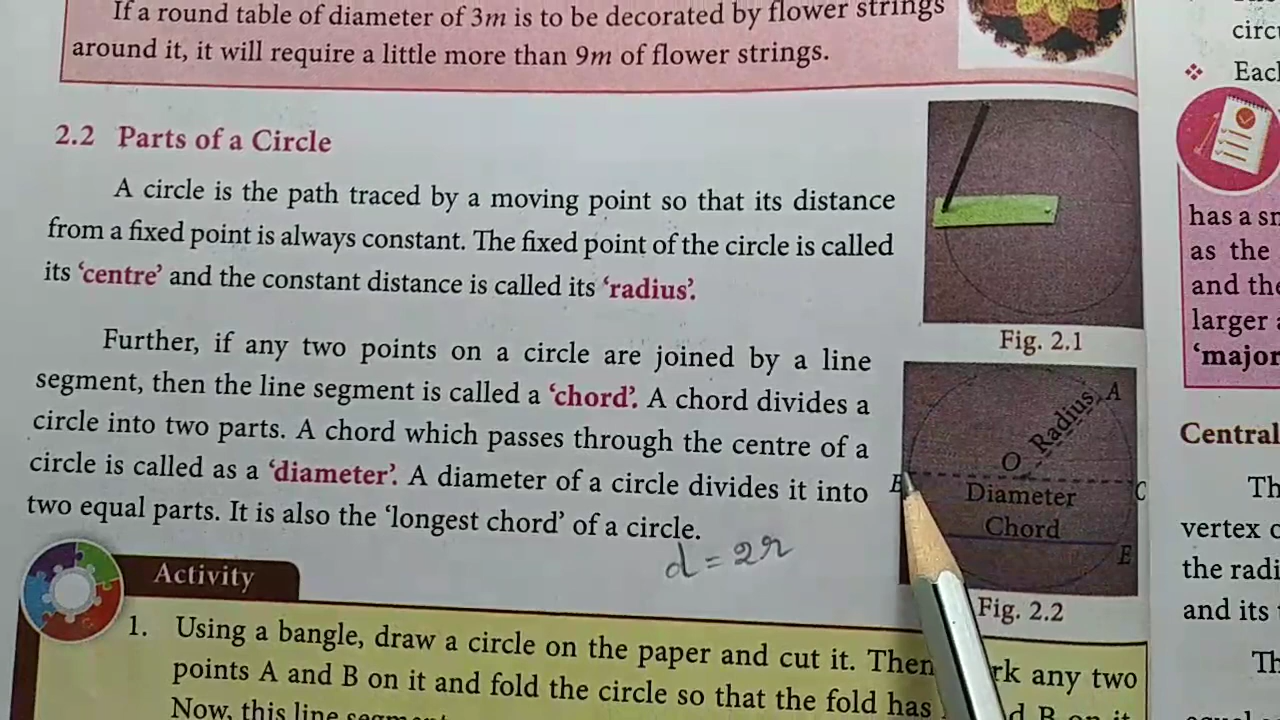 If a round table of diameter of 3m is to be decorated by flower strings
around it, it will require a little more than 9m of flower strings.
2.2 Parts of a Circle
A circle is the path traced by a moving point so that its distance
from a fixed point is always constant. The fixed point of the circle is called
its ‘centre’ and the constant distance is called its ‘radius’.
Fig. 2.1
Further, if any two points on a circle are joined by a line
segment, then the line segment is called a ‘chord’. A chord divides a
circle into two parts. A chord which passes through the centre of a
circle is called as a ‘diameter’. A diameter of a circle divides it into
two equal parts. It is also the ‘longest chord’ of a circle.
d = 2r
A
Radius
O
C
Diameter
Chord
E
Fig. 2.2
Activity
1. Using a bangle, draw a circle on the paper and cut it. Then any two
points A and B on it and fold the circle so that the fold has B on it.
Now, this line
has a
as the
and the
larger
‘major
Central
vertex
the
and its